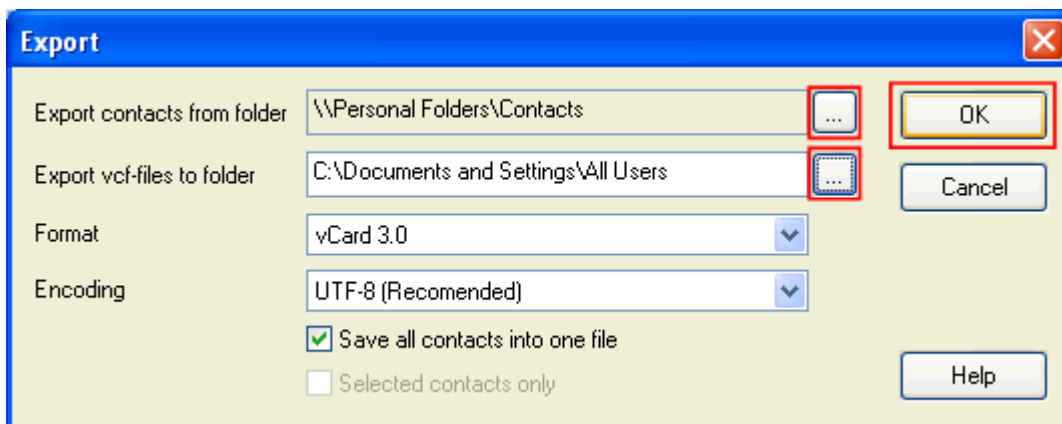 Export
Export contacts from folder \\Personal Folders\Contacts ... OK
Export vcf-files to folder C:\Documents and Settings\All Users ... Cancel
Format vCard 3.0
Encoding UTF-8 (Recomended)
Save all contacts into one file
Selected contacts only Help